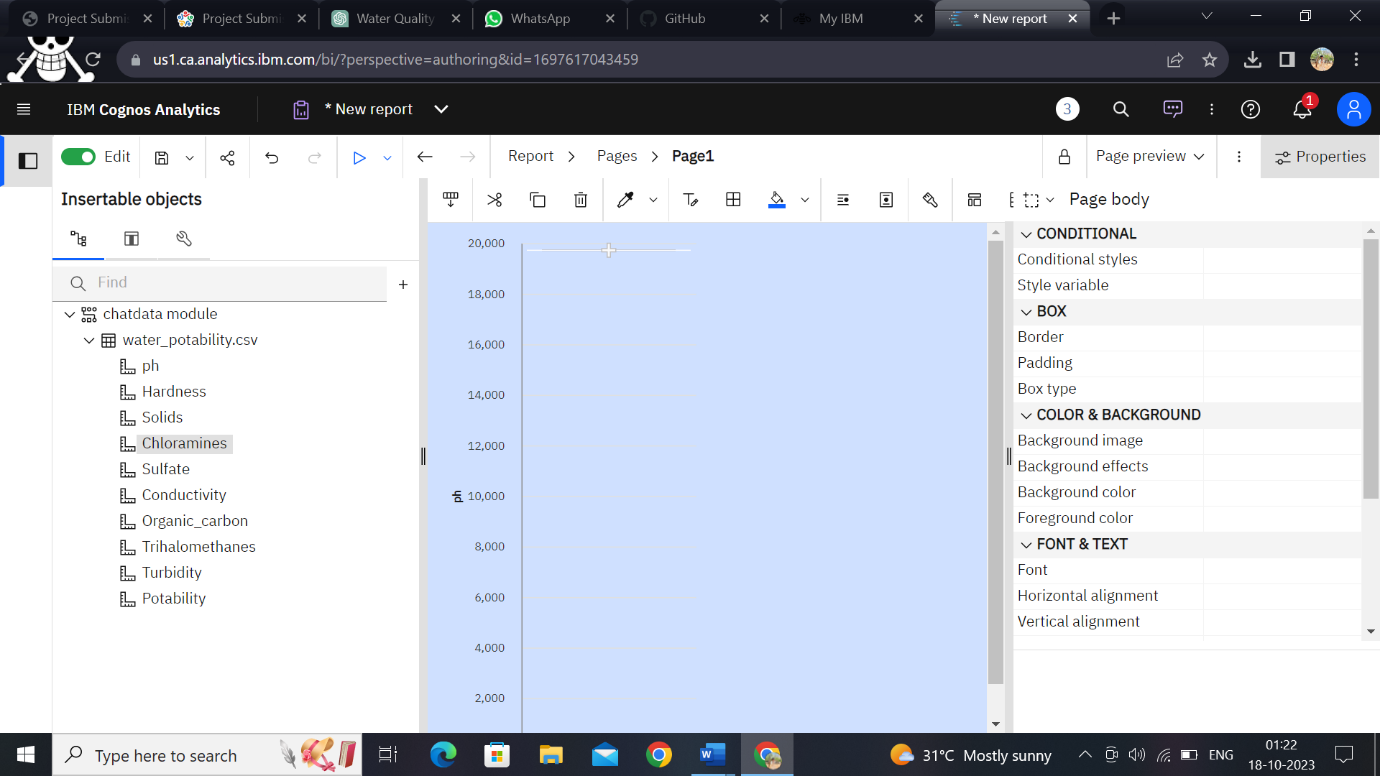 Project Submi
Project Submi
Water Quality
WhatsApp
GitHub
My IBM
* New report
us1.ca.analytics.ibm.com/bi/?perspective=authoring&id=1697617043459
IBM Cognos Analytics
* New report
3
1
Edit
Report
Pages
Page1
Page preview
Properties
Insertable objects
Page body
Find
chatdata module
water_potability.csv
ph
Hardness
Solids
Chloramines
Sulfate
Conductivity
Organic_carbon
Trihalomethanes
Turbidity
Potability
20,000
18,000
16,000
14,000
12,000
ph
10,000
8,000
6,000
4,000
2,000
CONDITIONAL
Conditional styles
Style variable
BOX
Border
Padding
Box type
COLOR & BACKGROUND
Background image
Background effects
Background color
Foreground color
FONT & TEXT
Font
Horizontal alignment
Vertical alignment
Type here to search
31°C Mostly sunny
ENG
01:22
18-10-2023